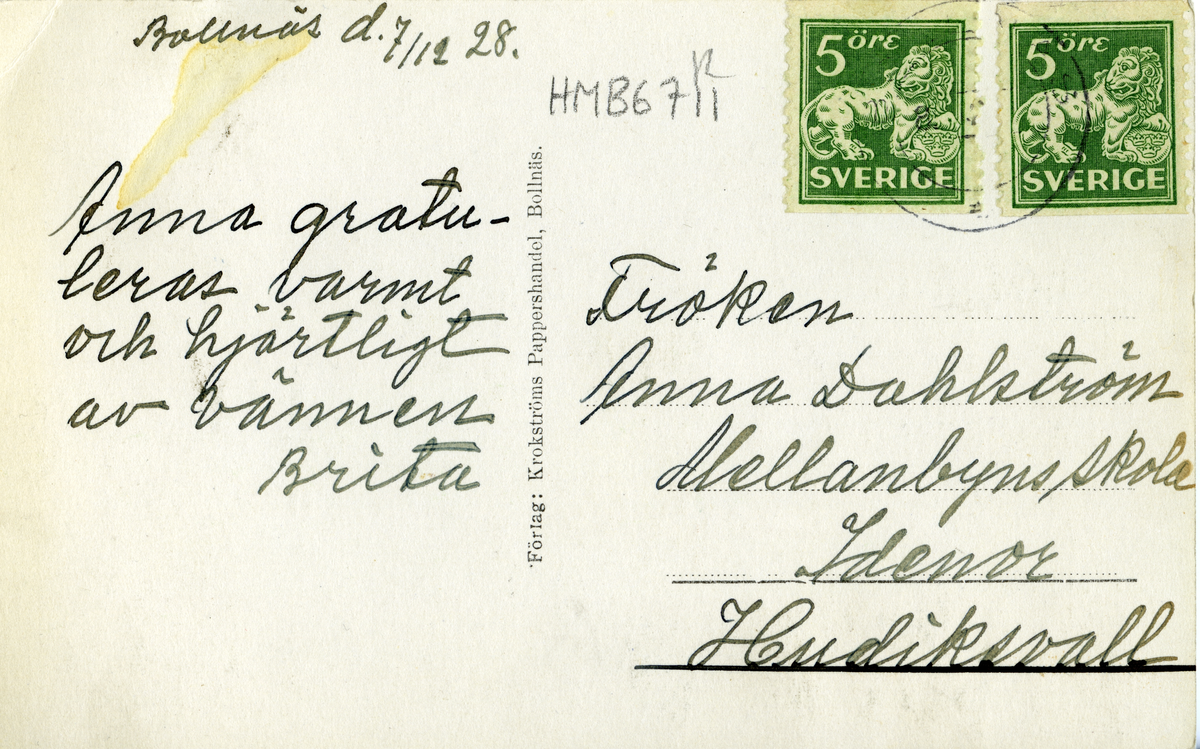 Bollnäs d. 7/12 28.
HMB67
Anna gratu-
leras varmt
och hjärtligt
av vännen
Brita
Förlag: Krokströms Pappershandel, Bollnäs.
5 öre
SVERIGE
5 öre
SVERIGE
Fröken
Anna Dahlström
Mellanbyns skola
Idenor
Hudiksvall